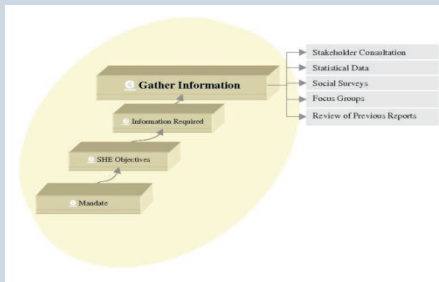 Gather Information
Information Required
SHE Objectives
Mandate
Stakeholder Consultation
Statistical Data
Social Surveys
Focus Groups
Review of Previous Reports